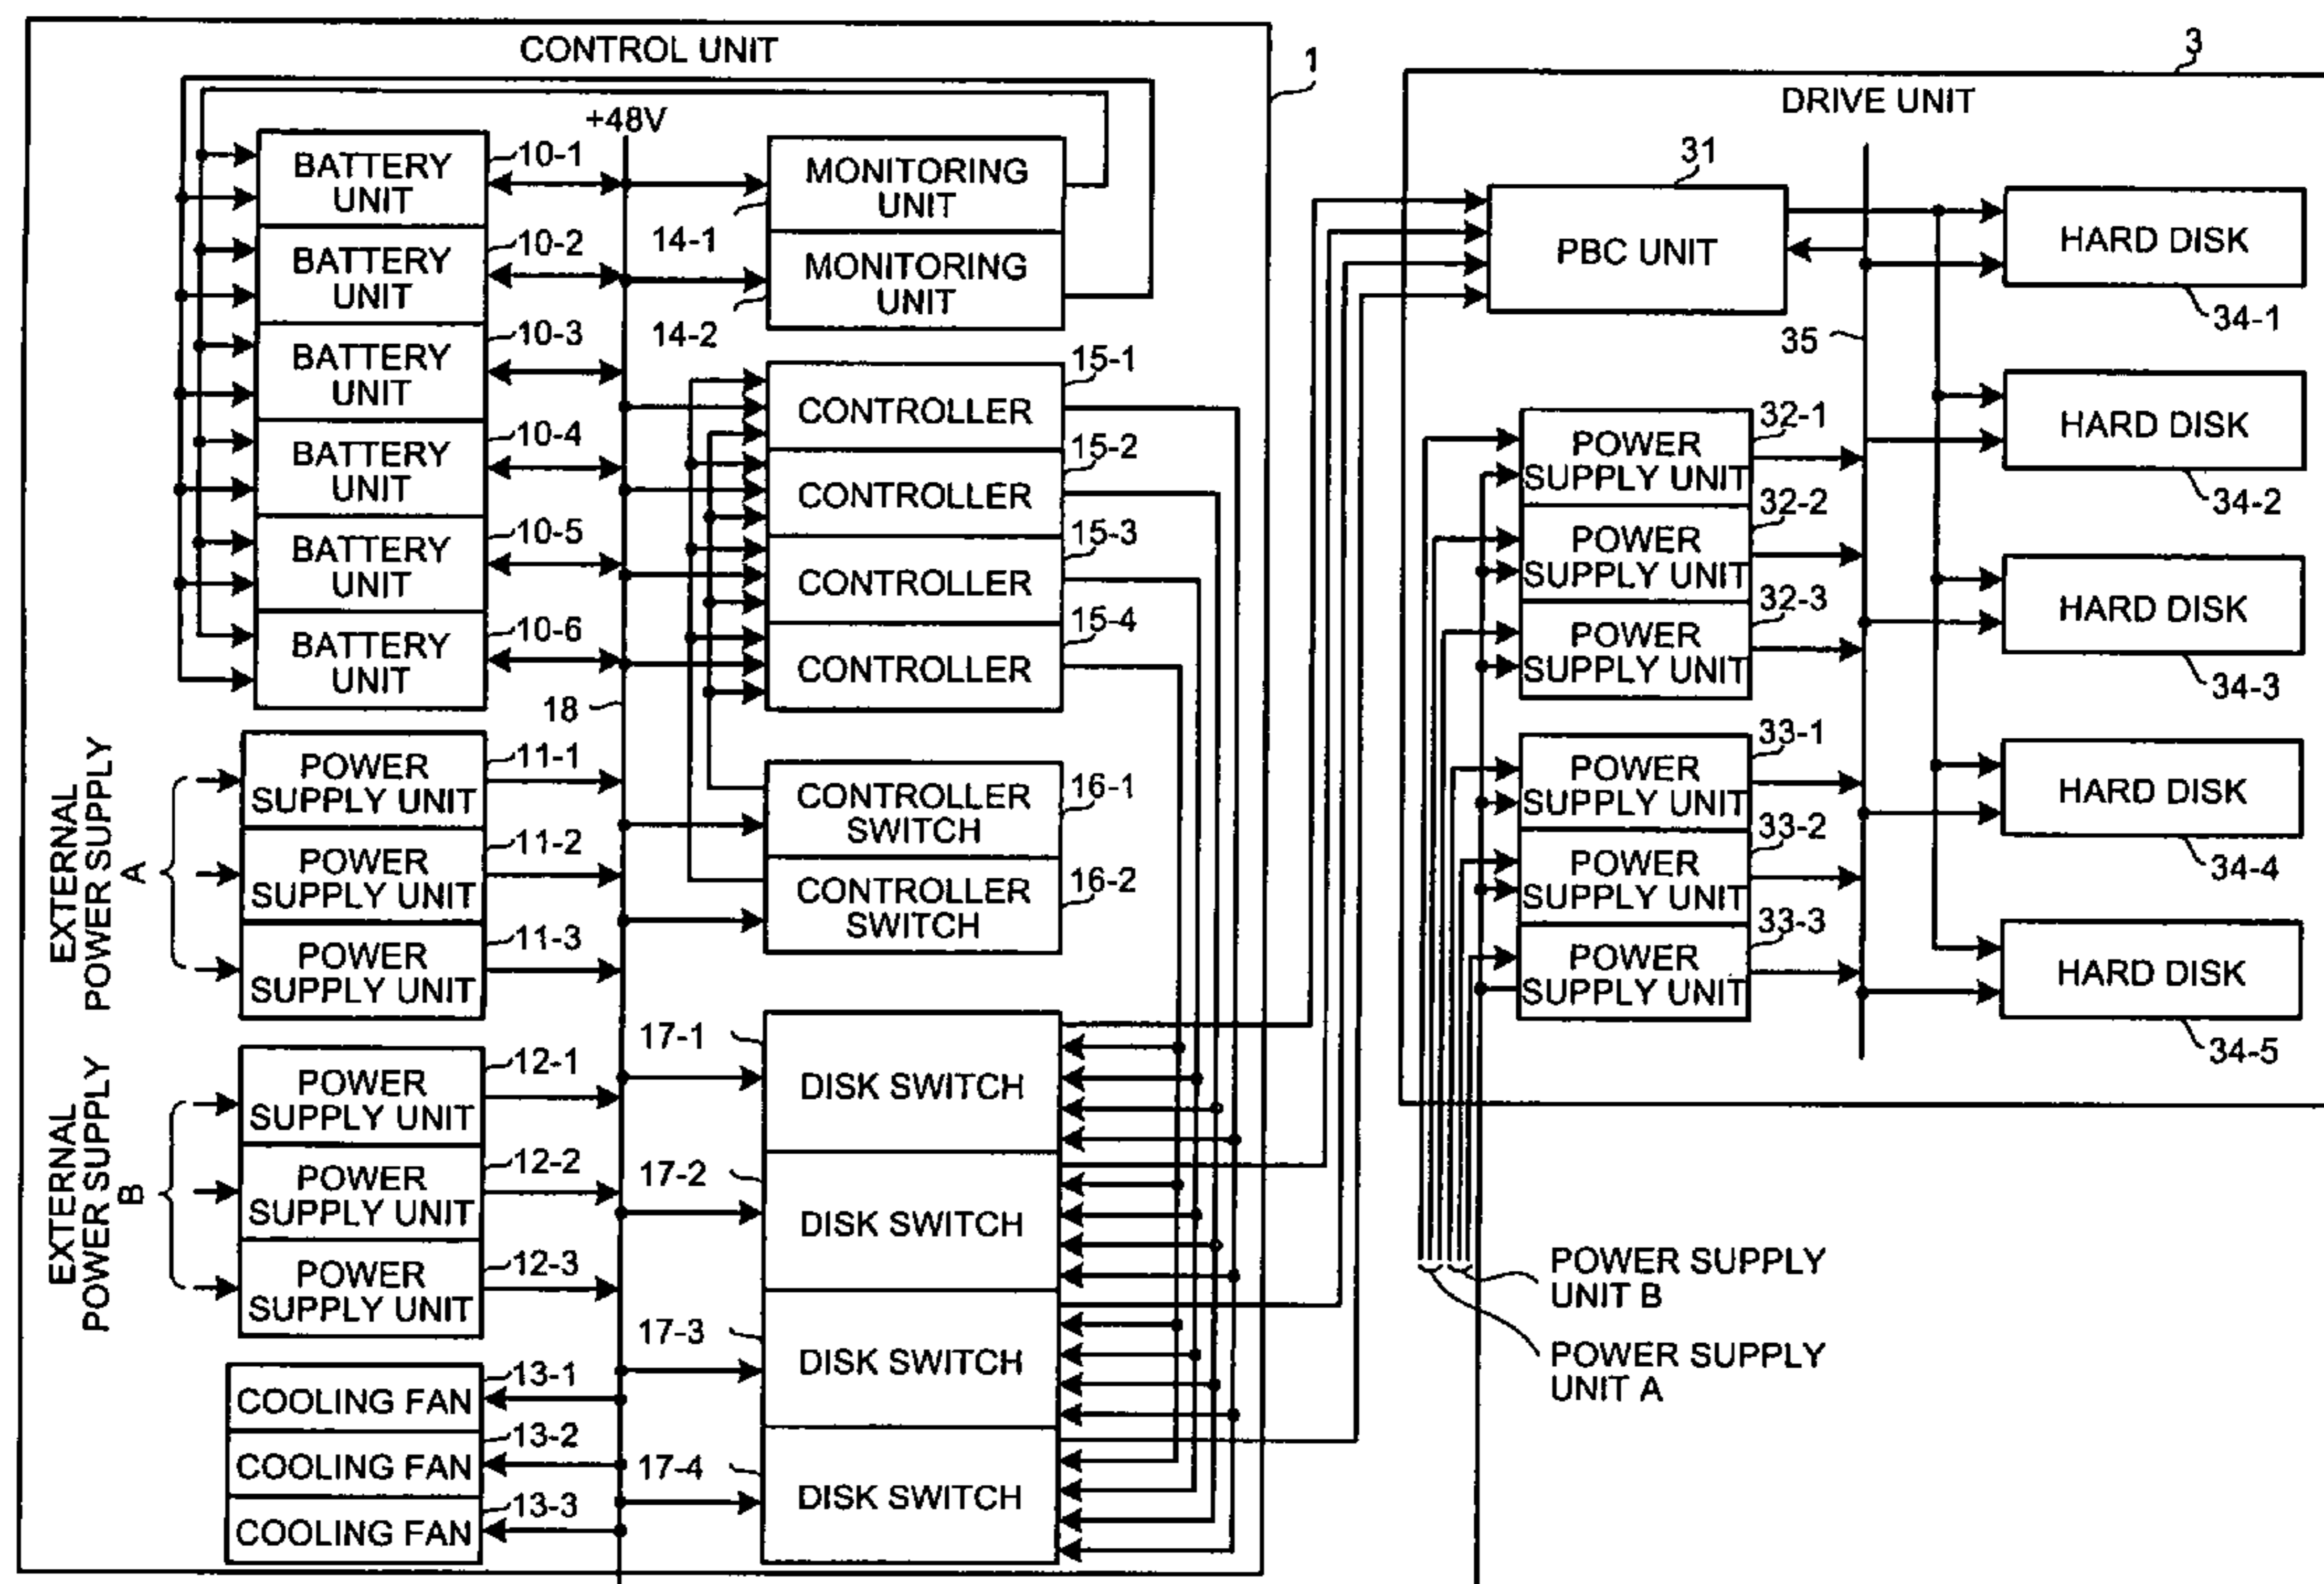 CONTROL UNIT
1
+48V
BATTERY
UNIT
10-1
BATTERY
UNIT
10-2
BATTERY
UNIT
10-3
BATTERY
UNIT
10-4
BATTERY
UNIT
10-5
BATTERY
UNIT
10-6
18
EXTERNAL
POWER SUPPLY
A
POWER
SUPPLY UNIT
11-1
POWER
SUPPLY UNIT
11-2
POWER
SUPPLY UNIT
11-3
EXTERNAL
POWER SUPPLY
B
POWER
SUPPLY UNIT
12-1
POWER
SUPPLY UNIT
12-2
POWER
SUPPLY UNIT
12-3
COOLING FAN
13-1
COOLING FAN
13-2
COOLING FAN
13-3
MONITORING
UNIT
14-1
MONITORING
UNIT
14-2
CONTROLLER
15-1
CONTROLLER
15-2
CONTROLLER
15-3
CONTROLLER
15-4
CONTROLLER
SWITCH
16-1
CONTROLLER
SWITCH
16-2
17-1
DISK SWITCH
17-2
DISK SWITCH
17-3
DISK SWITCH
17-4
DISK SWITCH
3
DRIVE UNIT
31
PBC UNIT
35
POWER
SUPPLY UNIT
32-1
POWER
SUPPLY UNIT
32-2
POWER
SUPPLY UNIT
32-3
POWER
SUPPLY UNIT
33-1
POWER
SUPPLY UNIT
33-2
POWER
SUPPLY UNIT
33-3
HARD DISK
34-1
HARD DISK
34-2
HARD DISK
34-3
HARD DISK
34-4
HARD DISK
34-5
POWER SUPPLY
UNIT B
POWER SUPPLY
UNIT A